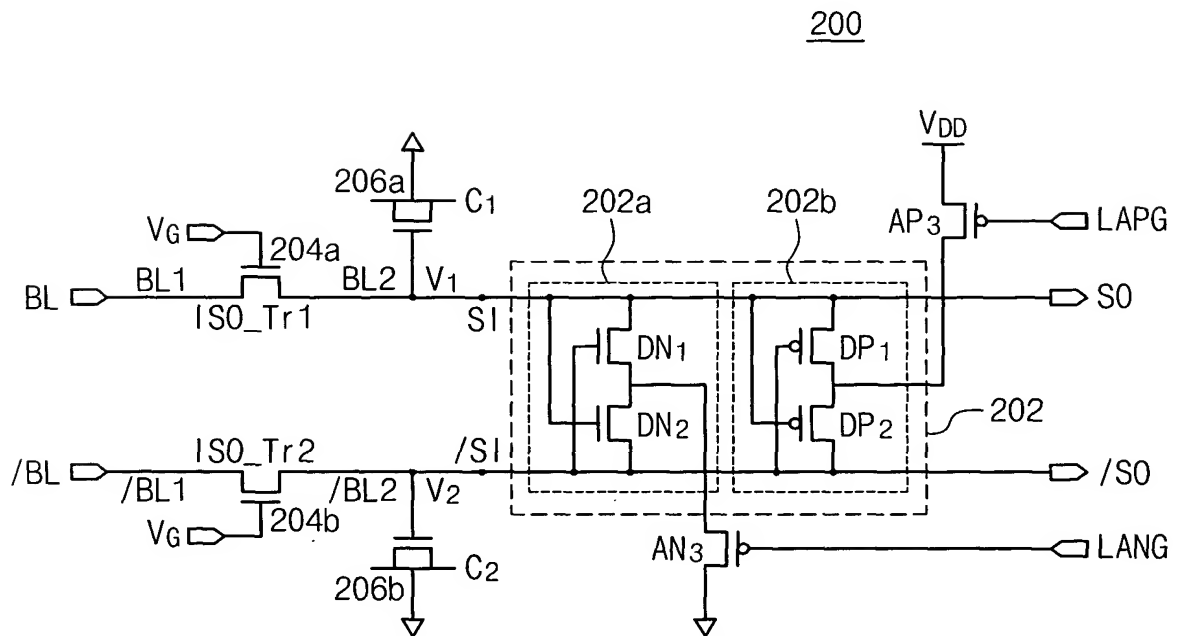 200
VDD
206a
C1
202a
202b
AP3
LAPG
VG
204a
BL
BL1
BL2
V1
SO
ISO_Tr1
SI
DN1
DP1
DN2
DP2
202
ISO_Tr2
/SI
/BL
/BL1
/BL2
V2
/SO
VG
204b
AN3
LANG
C2
206b